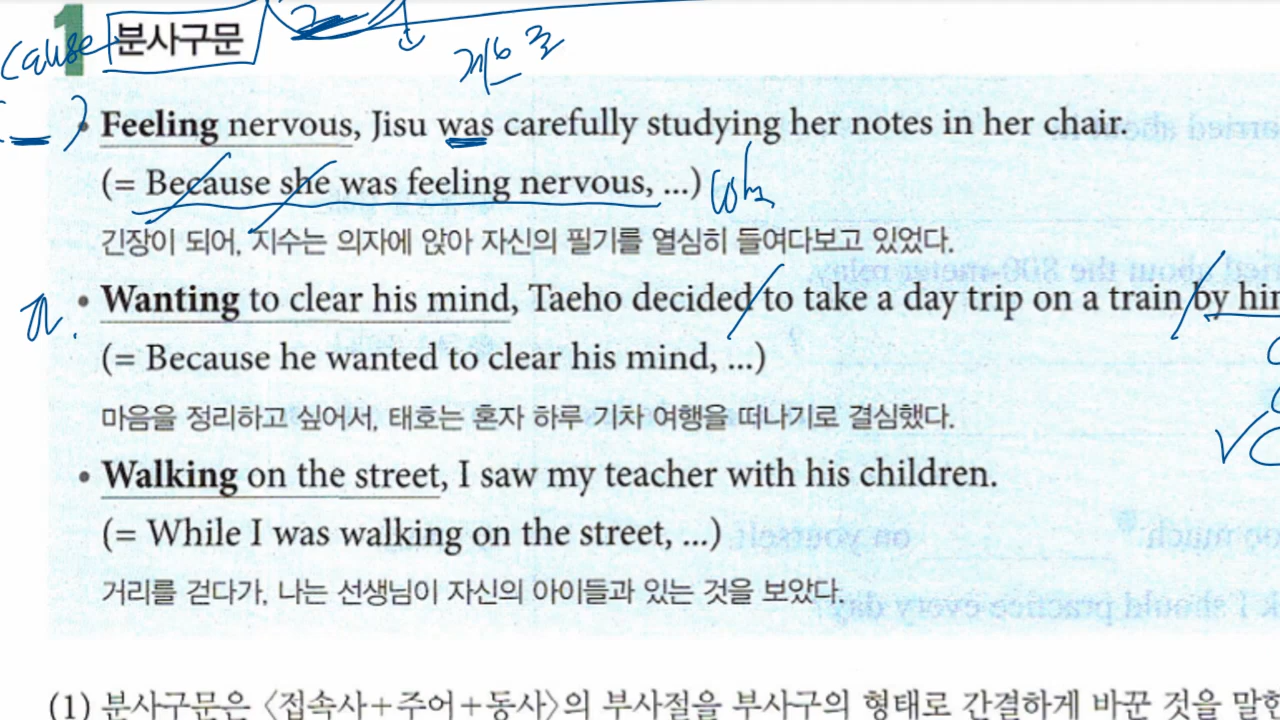 1 분사구문
Feeling nervous, Jisu was carefully studying her notes in her chair.
(= Because she was feeling nervous, ...)
긴장이 되어, 지수는 의자에 앉아 자신의 필기를 열심히 들여다보고 있었다.
Wanting to clear his mind, Taeho decided to take a day trip on a train by
(= Because he wanted to clear his mind, ...)
마음을 정리하고 싶어서, 태호는 혼자 하루 기차 여행을 떠나기로 결심했다.
Walking on the street, I saw my teacher with his children.
(= While I was walking on the street, ...)
거리를 걷다가, 나는 선생님이 자신의 아이들과 있는 것을 보았다.
(1) 분사구문은 〈접속사+주어+동사〉의 부사절을 부사구의 형태로 간결하게 바꾼 것을